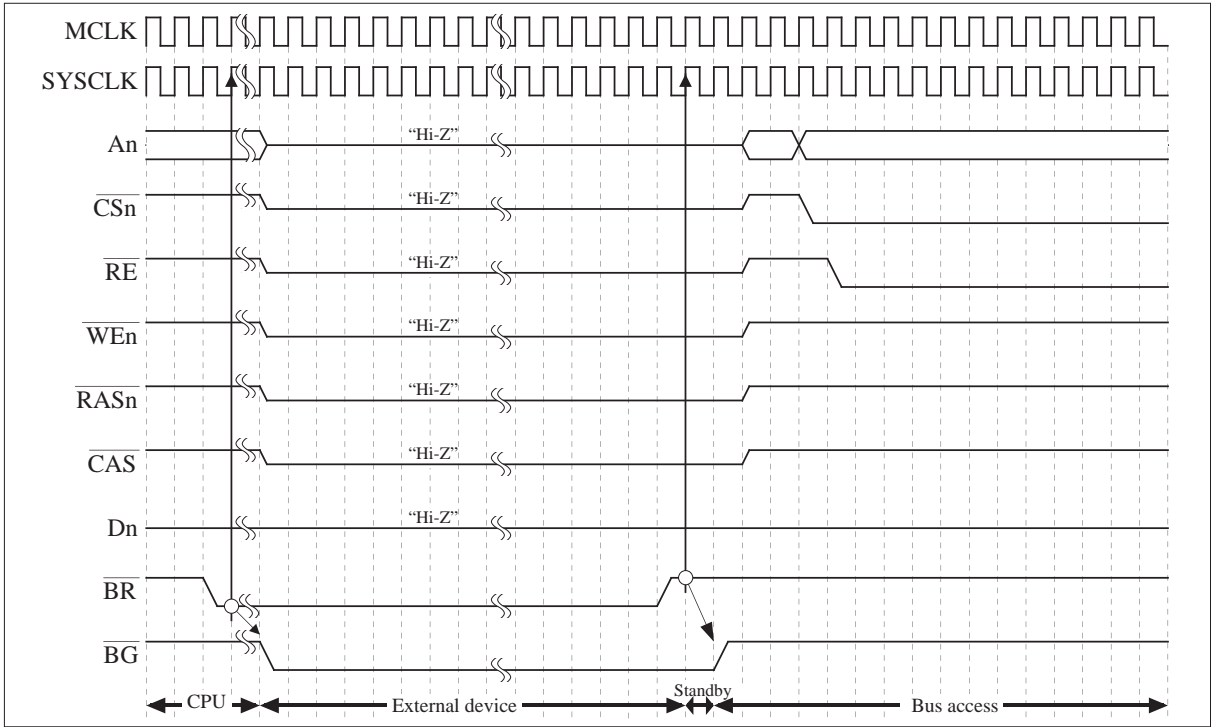 MCLK
SYSCLK
An “Hi-Z”
CSn “Hi-Z”
RE “Hi-Z”
WEn “Hi-Z”
RASn “Hi-Z”
CAS “Hi-Z”
Dn “Hi-Z”
BR
BG
CPU External device Standby Bus access